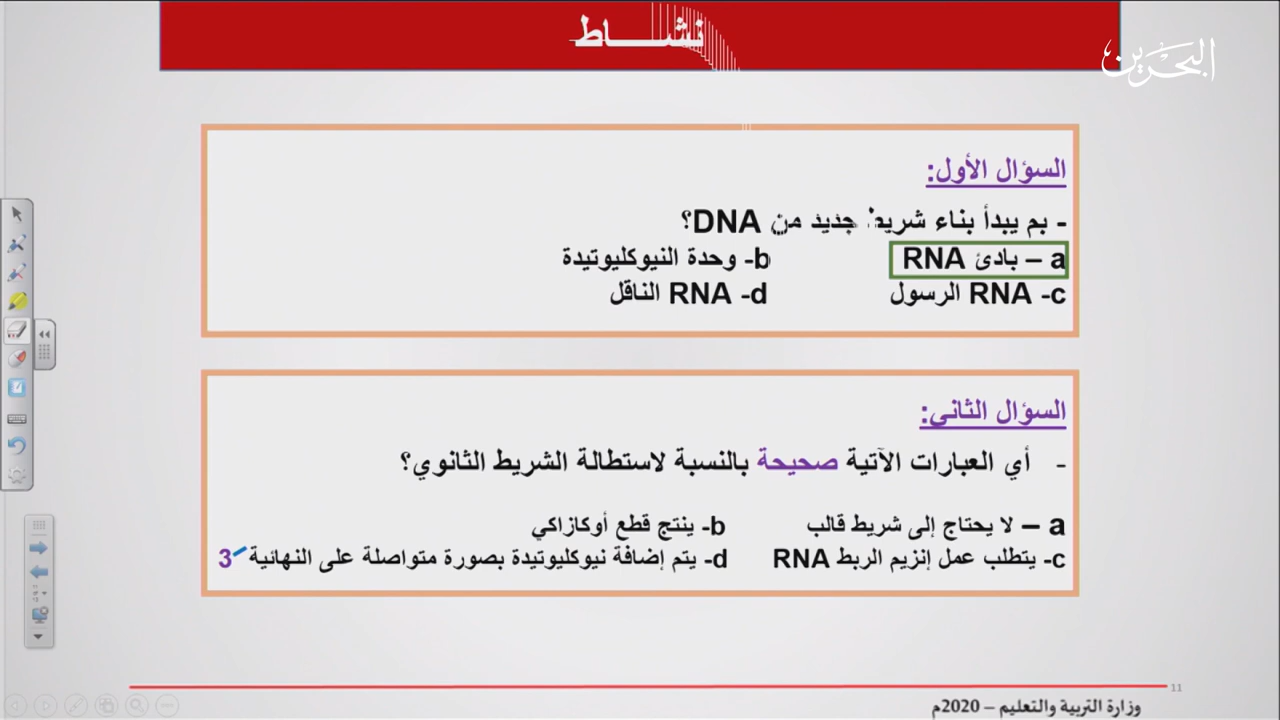 نشـــــاط
البحرين
السؤال الأول:
- بم يبدأ بناء شريط جديد من DNA؟
a – بادئ RNA
b- وحدة النيوكليوتيدة
c- RNA الرسول
d- RNA الناقل
السؤال الثاني:
- أي العبارات الآتية صحيحة بالنسبة لاستطالة الشريط الثانوي؟
a – لا يحتاج إلى شريط قالب
b- ينتج قطع أوكازاكي
c- يتطلب عمل إنزيم الربط RNA
d- يتم إضافة نيوكليوتيدة بصورة متواصلة على النهائية 3
11
وزارة التربية والتعليم – 2020م